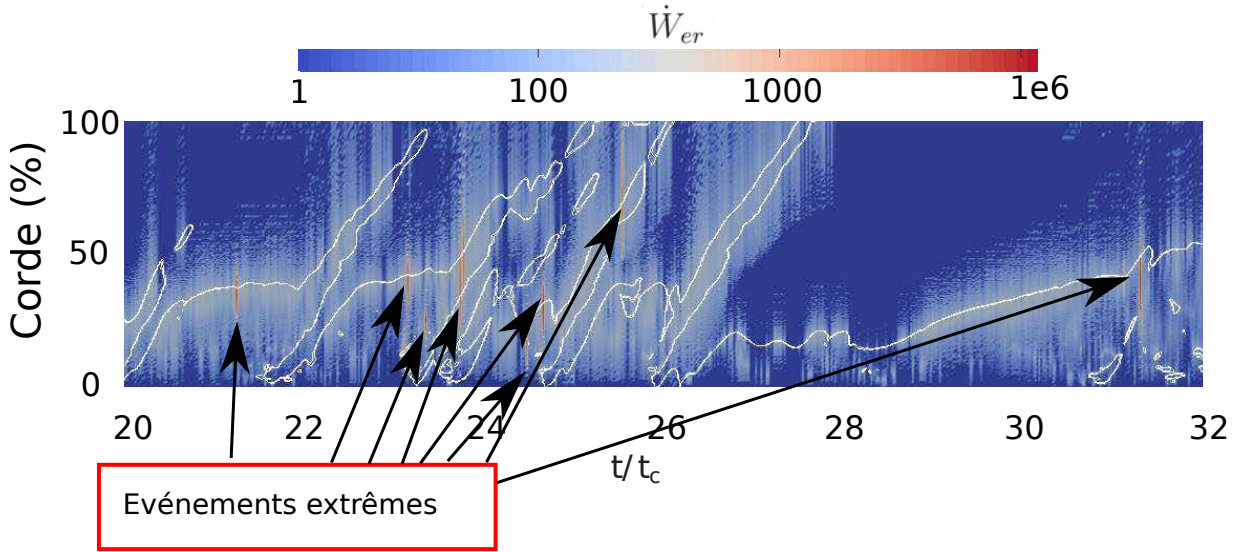 Ẇer
1 100 1000 1e6
Corde (%)
100
50
0
20 22 24 26 28 30 32
t/tc
Evénements extrêmes